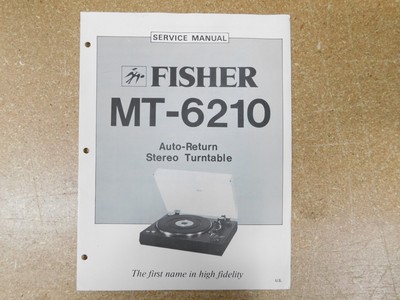 SERVICE MANUAL
FISHER
MT-6210
Auto-Return
Stereo Turntable
The first name in high fidelity